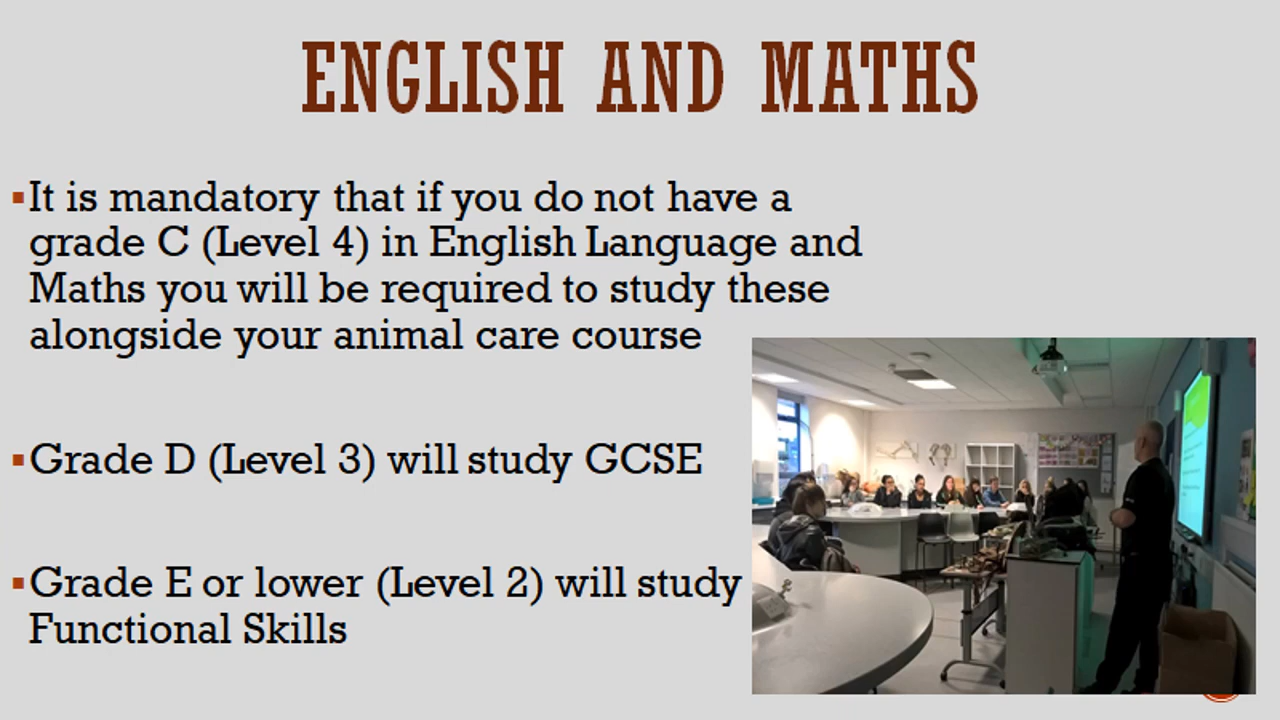 ENGLISH AND MATHS
It is mandatory that if you do not have a
grade C (Level 4) in English Language and
Maths you will be required to study these
alongside your animal care course
Grade D (Level 3) will study GCSE
Grade E or lower (Level 2) will study
Functional Skills